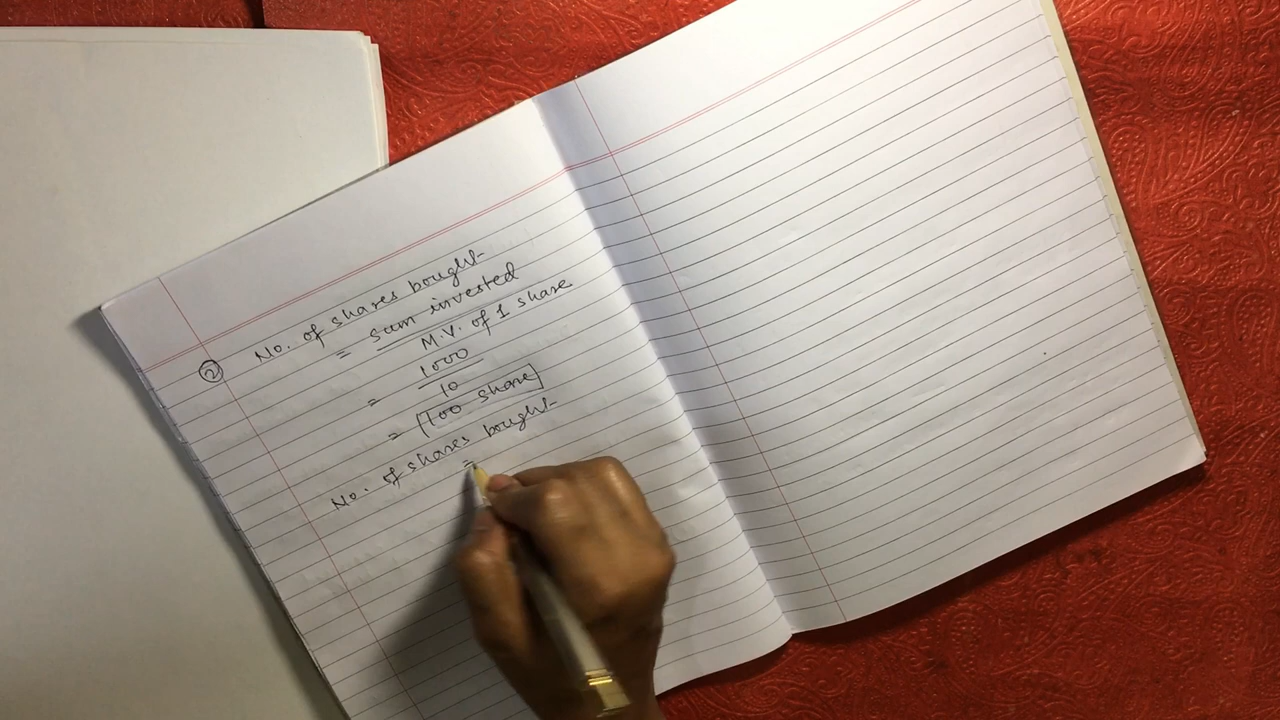 ② No. of shares bought
= sum invested
M.V. of 1 share
= 1000
10
= 100 share
No. of shares bought
=